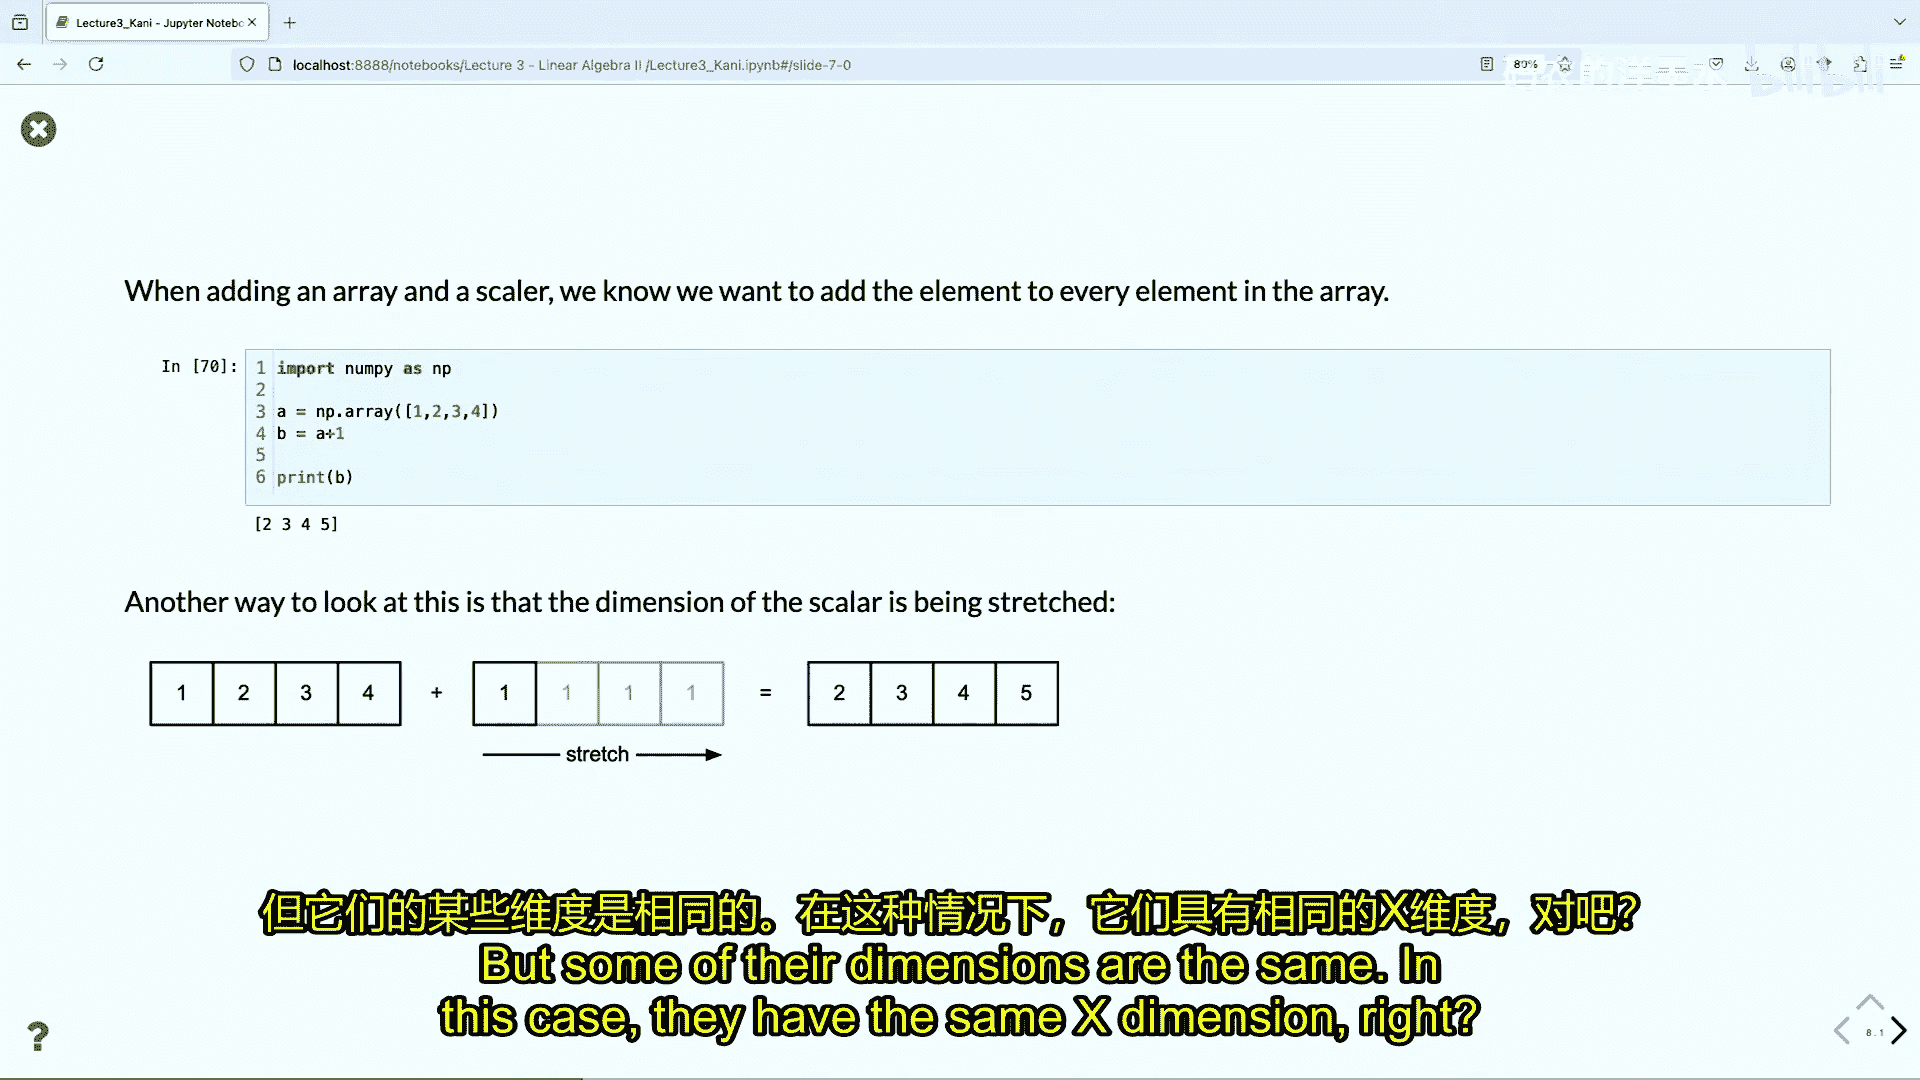 Lecture3_Kani - Jupyter Notebo
localhost:8888/notebooks/Lecture 3 - Linear Algebra II /Lecture3_Kani.ipynb#/slide-7-0
80%
bilibili
When adding an array and a scaler, we know we want to add the element to every element in the array.
In [70]:
1 import numpy as np
2
3 a = np.array([1,2,3,4])
4 b = a+1
5
6 print(b)
[2 3 4 5]
Another way to look at this is that the dimension of the scalar is being stretched:
1 2 3 4 + 1 1 1 1 = 2 3 4 5
stretch
但它们的某些维度是相同的。在这种情况下，它们具有相同的X维度，对吧？
But some of their dimensions are the same. In
this case, they have the same X dimension, right?
?
8.1